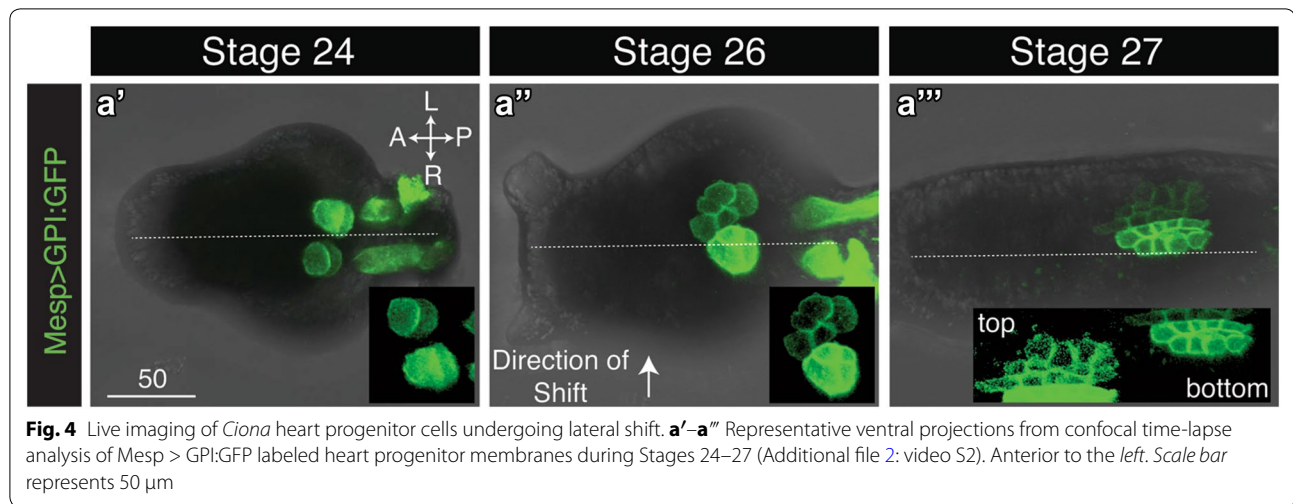 Stage 24
Stage 26
Stage 27
Mesp>GPI:GFP
a'
L
A
P
R
50
a''
Direction of
Shift
a'''
top
bottom
Fig. 4 Live imaging of Ciona heart progenitor cells undergoing lateral shift. a′–a‴ Representative ventral projections from confocal time-lapse
analysis of Mesp > GPI:GFP labeled heart progenitor membranes during Stages 24–27 (Additional file 2: video S2). Anterior to the left. Scale bar
represents 50 µm